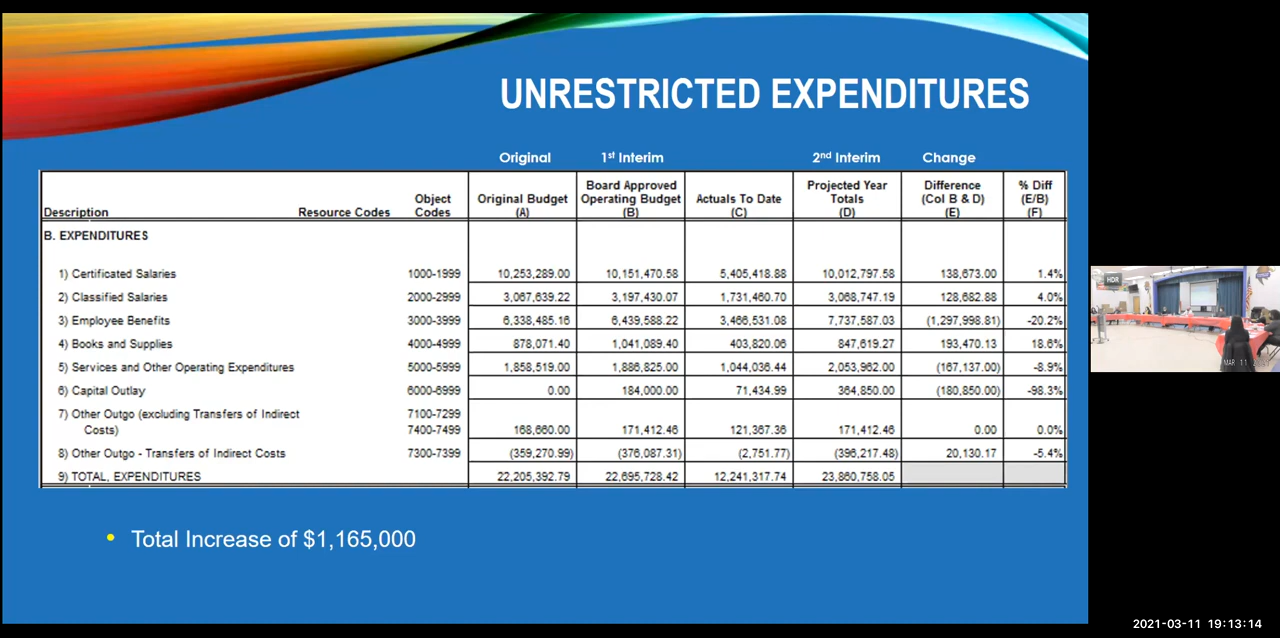 UNRESTRICTED EXPENDITURES
Original 1st Interim 2nd Interim Change
Description Resource Codes Object Codes Original Budget (A) Board Approved Operating Budget (B) Actuals To Date (C) Projected Year Totals (D) Difference (Col B & D) (E) % Diff (E/B) (F)
B. EXPENDITURES
1) Certificated Salaries 1000-1999 10,253,289.00 10,151,470.58 5,405,418.88 10,012,797.58 138,673.00 1.4%
2) Classified Salaries 2000-2999 3,067,639.22 3,197,430.07 1,731,460.70 3,068,747.19 128,682.88 4.0%
3) Employee Benefits 3000-3999 6,338,485.16 6,439,588.22 3,466,531.08 7,737,587.03 (1,297,998.81) -20.2%
4) Books and Supplies 4000-4999 878,071.40 1,041,089.40 403,820.06 847,619.27 193,470.13 18.6%
5) Services and Other Operating Expenditures 5000-5999 1,858,519.00 1,886,825.00 1,044,036.44 2,053,962.00 (167,137.00) -8.9%
6) Capital Outlay 6000-6999 0.00 184,000.00 71,434.99 364,850.00 (180,850.00) -98.3%
7) Other Outgo (excluding Transfers of Indirect 7100-7299
Costs) 7400-7499 168,660.00 171,412.46 121,367.36 171,412.46 0.00 0.0%
8) Other Outgo - Transfers of Indirect Costs 7300-7399 (359,270.99) (376,087.31) (2,751.77) (396,217.48) 20,130.17 -5.4%
9) TOTAL, EXPENDITURES 22,205,392.79 22,695,728.42 12,241,317.74 23,860,758.05
• Total Increase of $1,165,000
HDR
MAR 11
2021-03-11 19:13:14